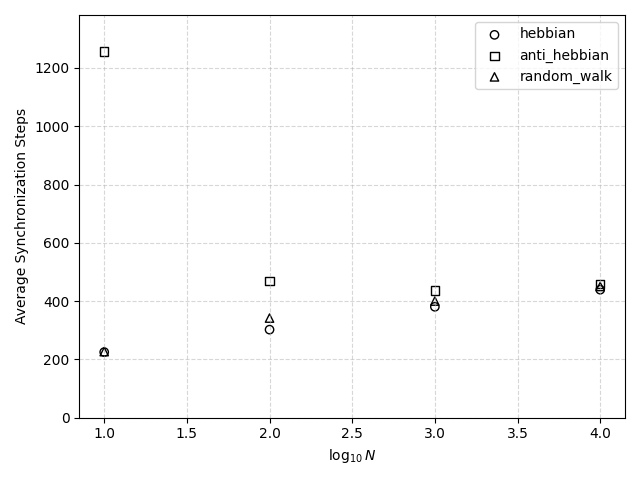 hebbian
anti_hebbian
random_walk
Average Synchronization Steps
1200
1000
800
600
400
200
0
1.0 1.5 2.0 2.5 3.0 3.5 4.0
log₁₀ N